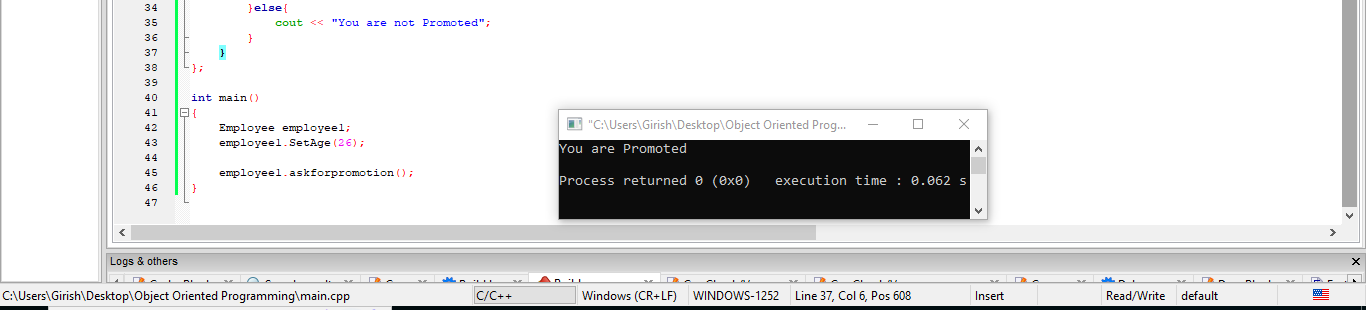 34 }else{
35 cout << "You are not Promoted";
36 }
37 }
38 };
39
40 int main()
41 {
42 Employee employee1;
43 employee1.SetAge(26);
44
45 employee1.askforpromotion();
46 }
47
"C:\Users\Girish\Desktop\Object Oriented Prog...
You are Promoted
Process returned 0 (0x0) execution time : 0.062 s
Logs & others
C:\Users\Girish\Desktop\Object Oriented Programming\main.cpp C/C++ Windows (CR+LF) WINDOWS-1252 Line 37, Col 6, Pos 608 Insert Read/Write default